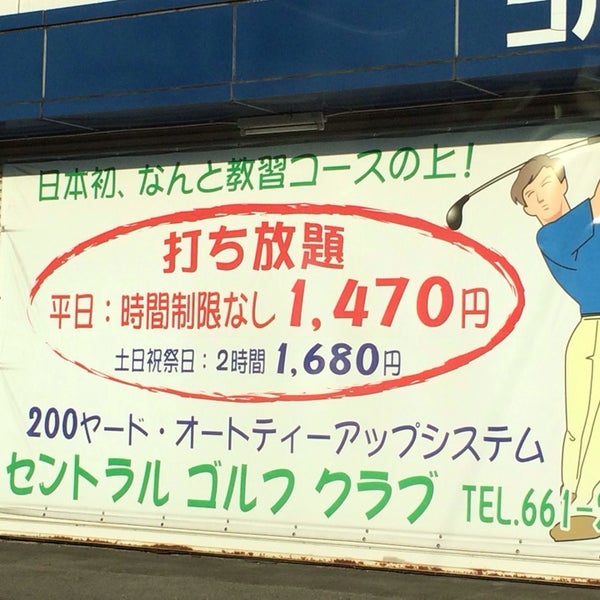 日本初、なんと教習コースの上！
打ち放題
平日：時間制限なし 1,470円
土日祝祭日：2時間 1,680円
200ヤード・オートティーアップシステム
セントラル ゴルフ クラブ TEL.661-